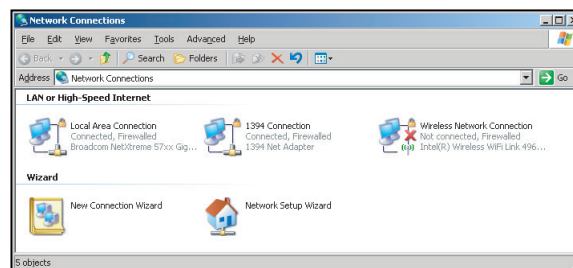 Network Connections
File Edit View Favorites Tools Advanced Help
Back Search Folders
Address Network Connections Go
LAN or High-Speed Internet
Local Area Connection
Connected, Firewalled
Broadcom NetXtreme 57xx Gig...
1394 Connection
Connected, Firewalled
1394 Net Adapter
Wireless Network Connection
Not connected, Firewalled
Intel(R) Wireless WiFi Link 496...
Wizard
New Connection Wizard
Network Setup Wizard
5 objects